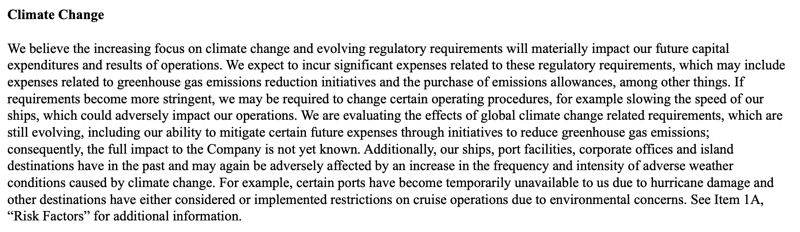 Climate Change
We believe the increasing focus on climate change and evolving regulatory requirements will materially impact our future capital
expenditures and results of operations. We expect to incur significant expenses related to these regulatory requirements, which may include
expenses related to greenhouse gas emissions reduction initiatives and the purchase of emissions allowances, among other things. If
requirements become more stringent, we may be required to change certain operating procedures, for example slowing the speed of our
ships, which could adversely impact our operations. We are evaluating the effects of global climate change related requirements, which are
still evolving, including our ability to mitigate certain future expenses through initiatives to reduce greenhouse gas emissions;
consequently, the full impact to the Company is not yet known. Additionally, our ships, port facilities, corporate offices and island
destinations have in the past and may again be adversely affected by an increase in the frequency and intensity of adverse weather
conditions caused by climate change. For example, certain ports have become temporarily unavailable to us due to hurricane damage and
other destinations have either considered or implemented restrictions on cruise operations due to environmental concerns. See Item 1A,
“Risk Factors” for additional information.